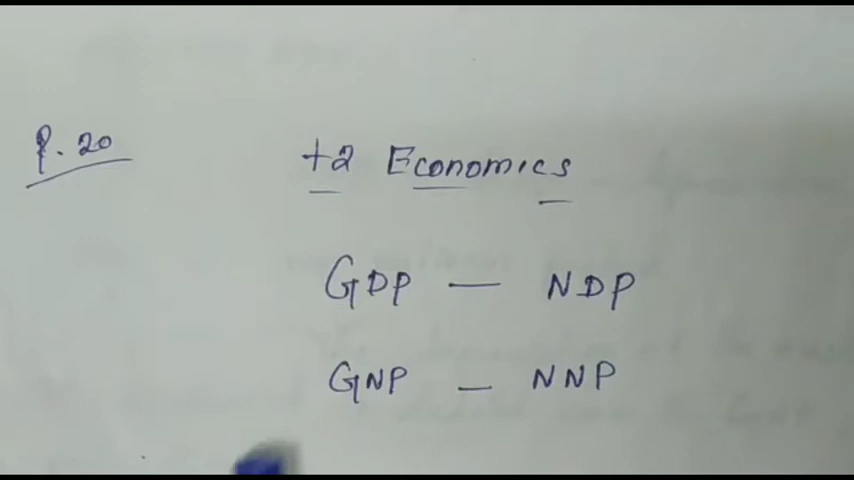 P. 20
+2 Economics
GDP — NDP
GNP — NNP